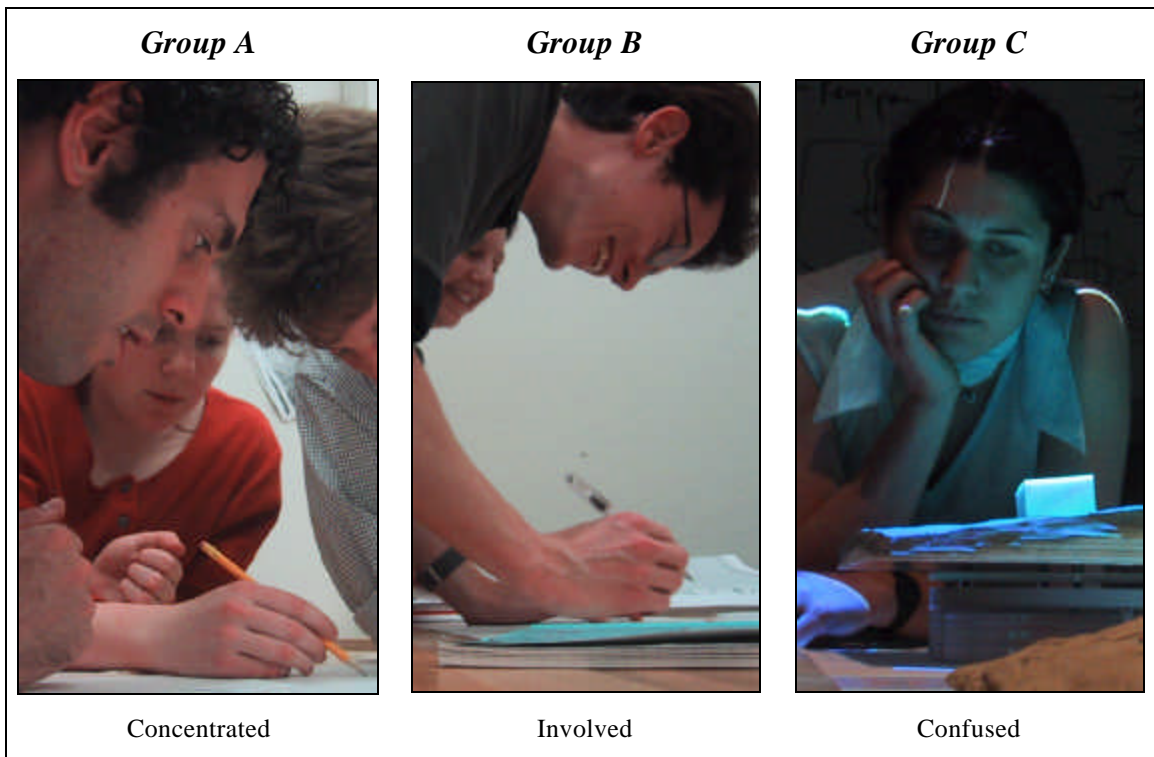 Group A
Group B
Group C
Concentrated
Involved
Confused